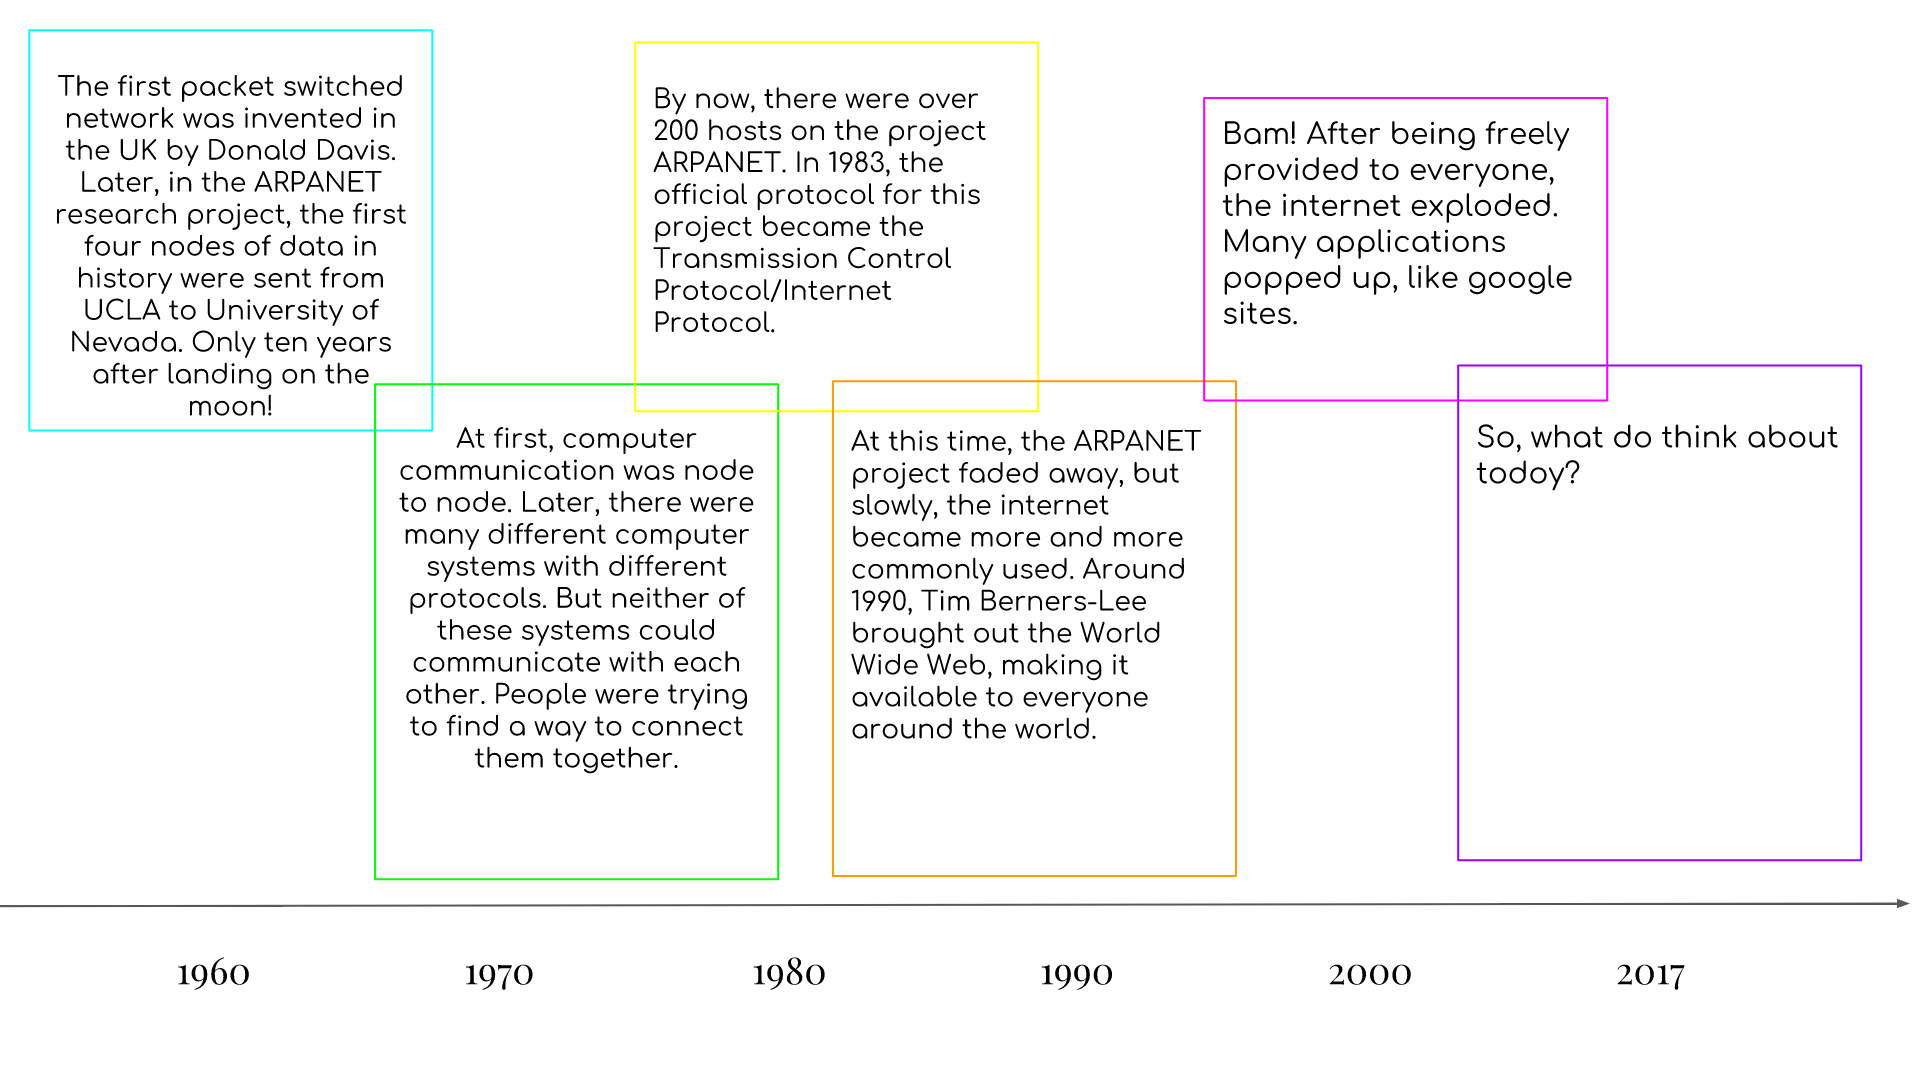 The first packet switched
network was invented in
the UK by Donald Davis.
Later, in the ARPANET
research project, the first
four nodes of data in
history were sent from
UCLA to University of
Nevada. Only ten years
after landing on the
moon!
At first, computer
communication was node
to node. Later, there were
many different computer
systems with different
protocols. But neither of
these systems could
communicate with each
other. People were trying
to find a way to connect
them together.
By now, there were over
200 hosts on the project
ARPANET. In 1983, the
official protocol for this
project became the
Transmission Control
Protocol/Internet
Protocol.
At this time, the ARPANET
project faded away, but
slowly, the internet
became more and more
commonly used. Around
1990, Tim Berners-Lee
brought out the World
Wide Web, making it
available to everyone
around the world.
Bam! After being freely
provided to everyone,
the internet exploded.
Many applications
popped up, like google
sites.
So, what do think about
todoy?
1960 1970 1980 1990 2000 2017